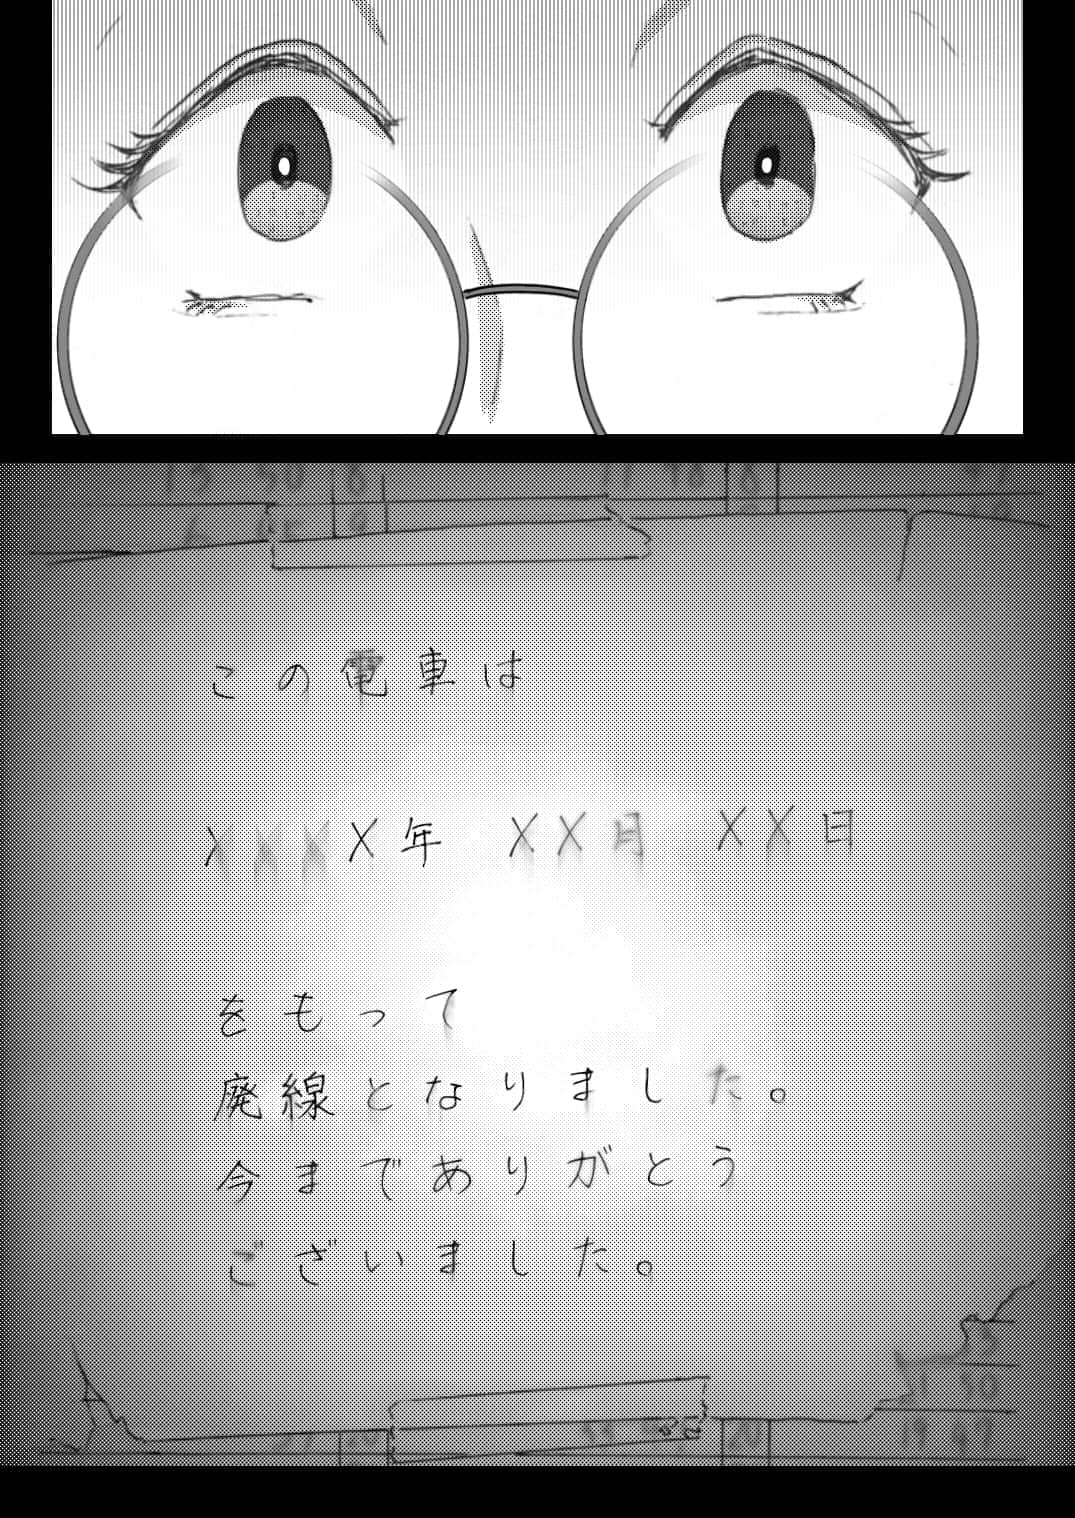 この電車は
XXXX年 XX月 XX日
をもって
廃線となりました。
今までありがとう
ございました。